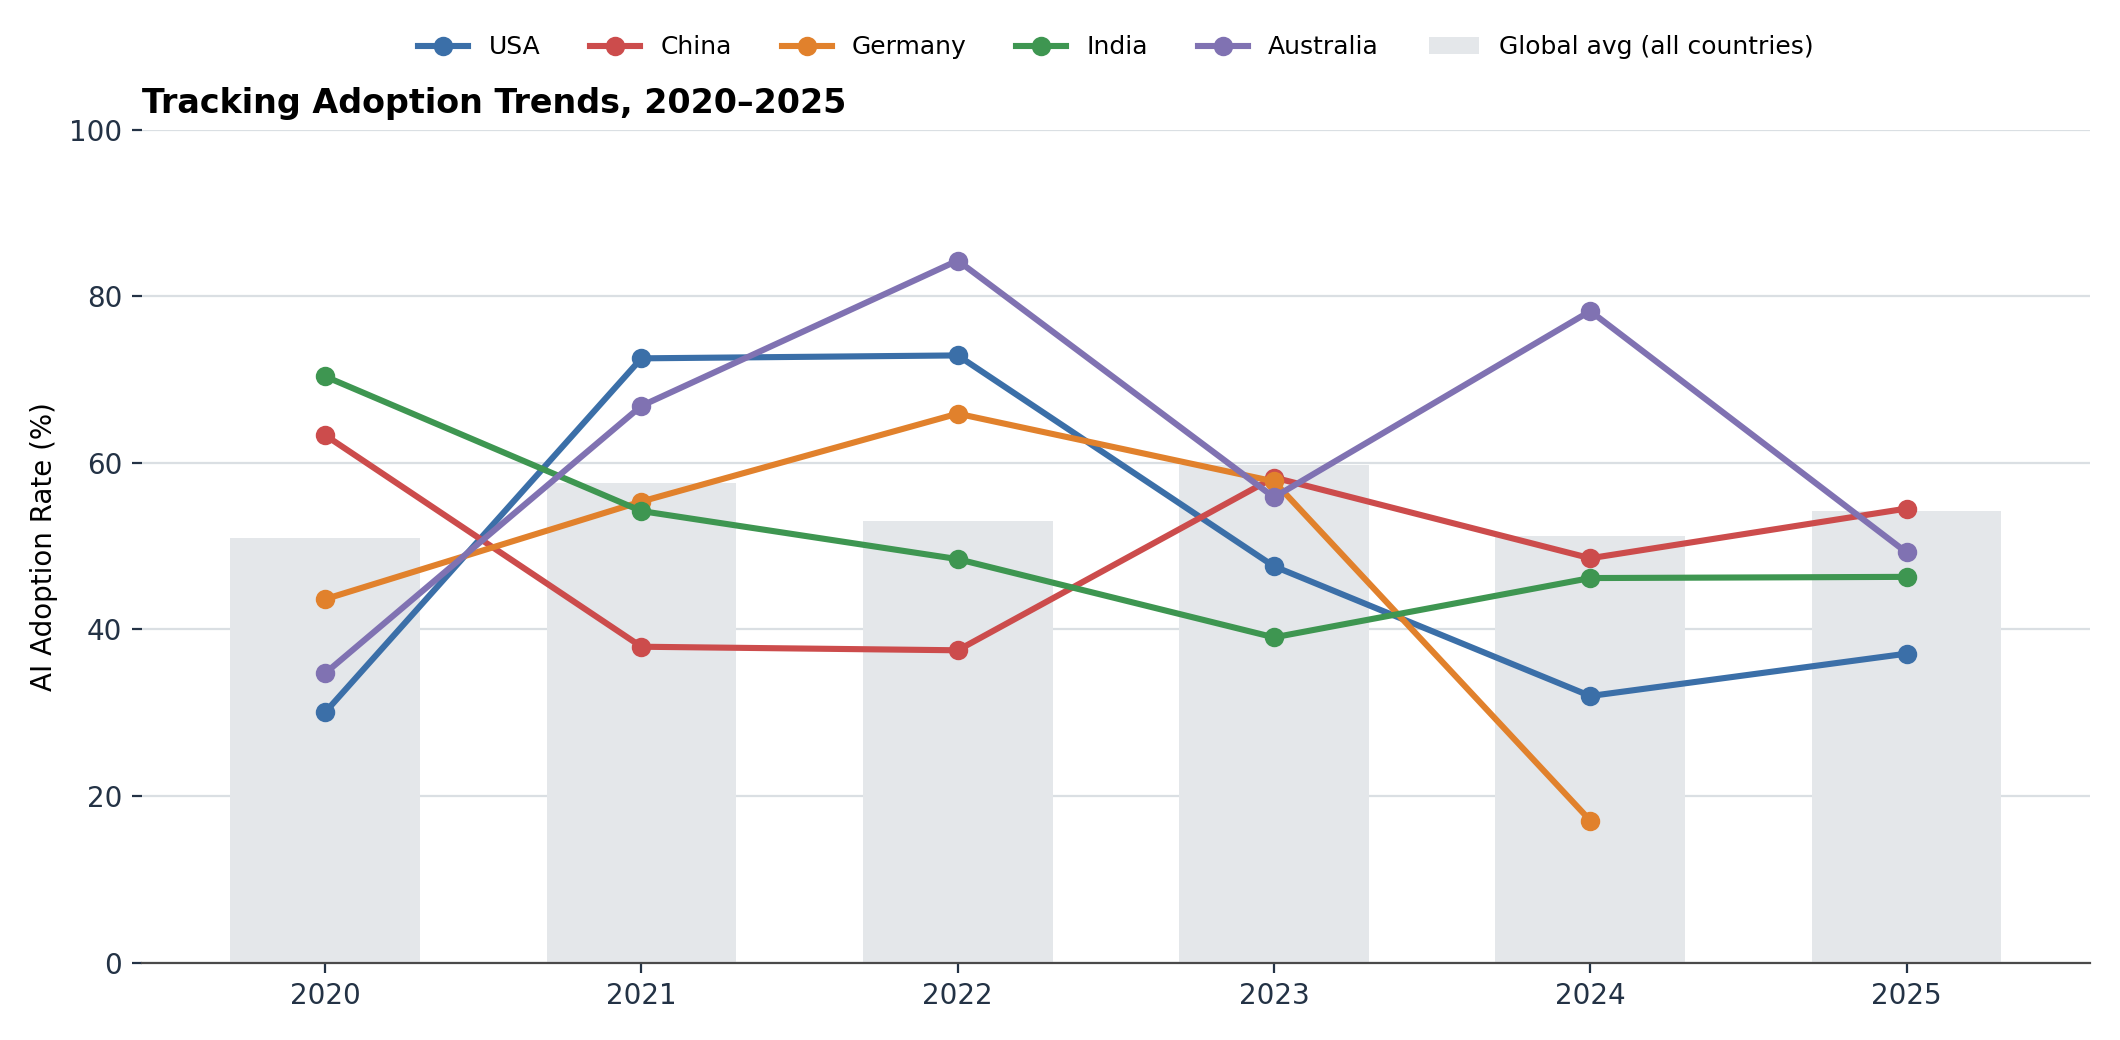 USA China Germany India Australia Global avg (all countries)
Tracking Adoption Trends, 2020–2025
AI Adoption Rate (%)
100
80
60
40
20
0
2020 2021 2022 2023 2024 2025